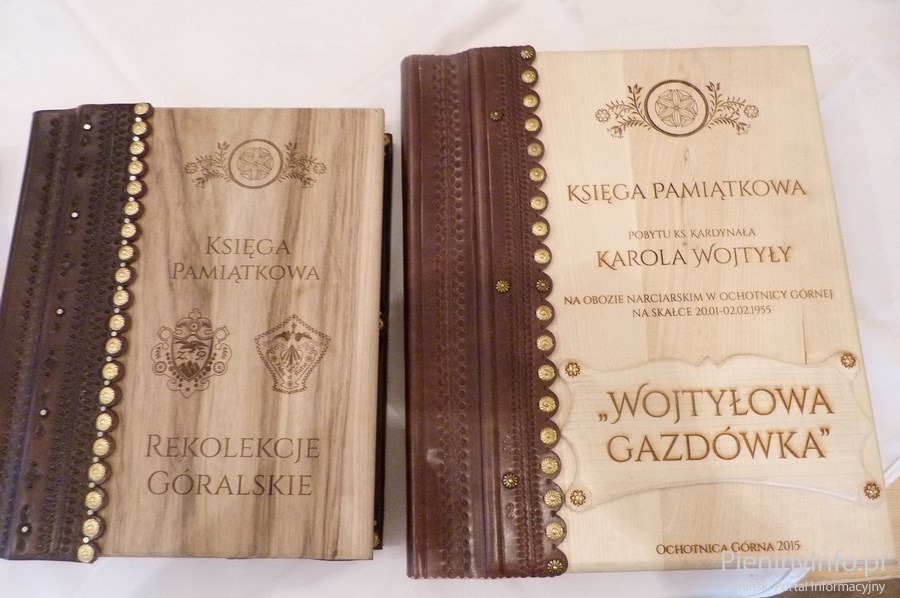 KSIĘGA
PAMIĄTKOWA
REKOLEKCJE
GÓRALSKIE
KSIĘGA PAMIĄTKOWA
POBYTU KS. KARDYNAŁA
KAROLA WOJTYŁY
NA OBOZIE NARCIARSKIM W OCHOTNICY GÓRNEJ
NA SKAŁCE 20.01-02.02.1955
„WOJTYŁOWA
GAZDÓWKA”
OCHOTNICA GÓRNA 2015
PieninyInfo.pl
Portal Informacyjny